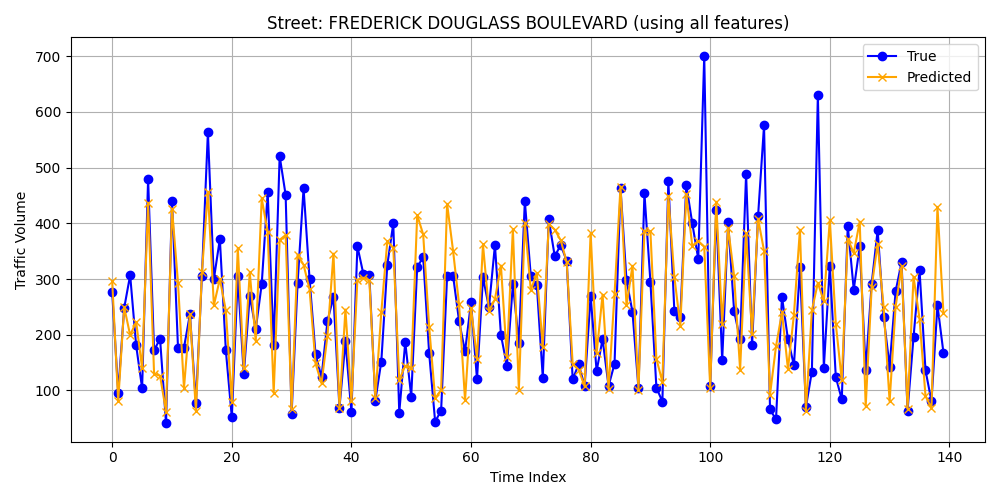 Street: FREDERICK DOUGLASS BOULEVARD (using all features)
True
Predicted
Traffic Volume
700
600
500
400
300
200
100
0 20 40 60 80 100 120 140
Time Index